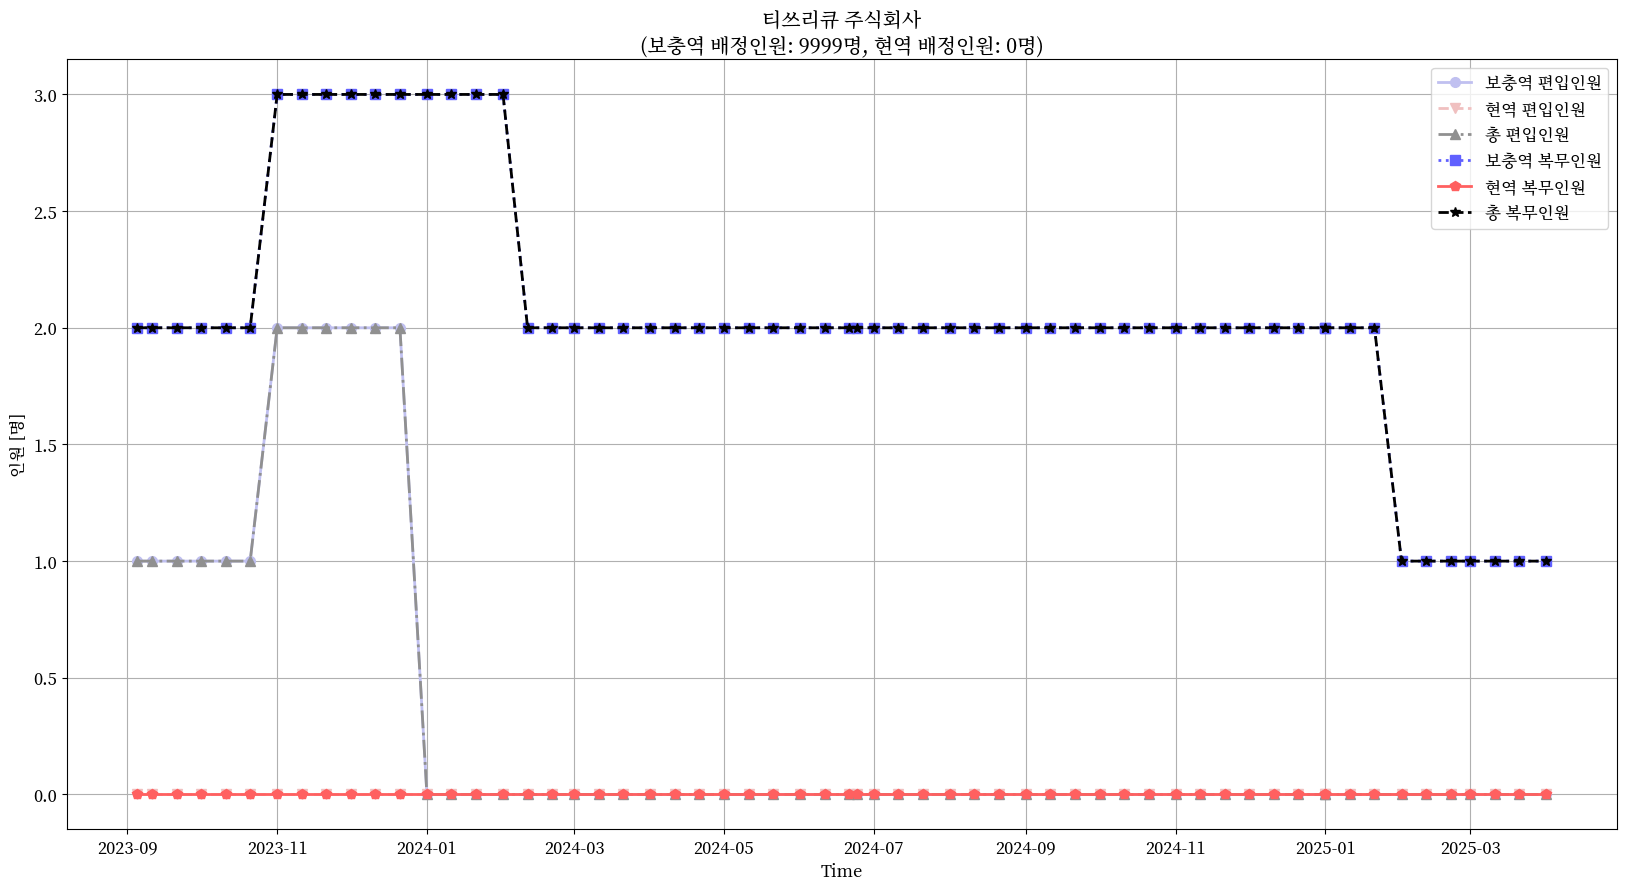 티쓰리큐 주식회사
(보충역 배정인원: 9999명, 현역 배정인원: 0명)
보충역 편입인원
현역 편입인원
총 편입인원
보충역 복무인원
현역 복무인원
총 복무인원
인원 [명]
3.0
2.5
2.0
1.5
1.0
0.5
0.0
2023-09
2023-11
2024-01
2024-03
2024-05
2024-07
2024-09
2024-11
2025-01
2025-03
Time